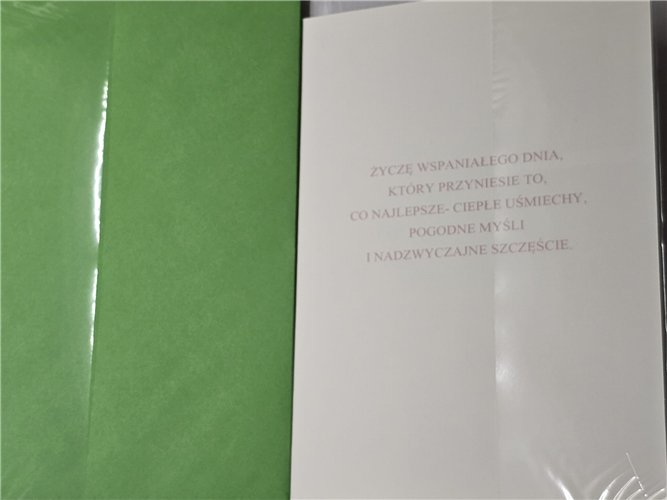 ŻYCZĘ WSPANIAŁEGO DNIA,
KTÓRY PRZYNIESIE TO,
CO NAJLEPSZE- CIEPŁE UŚMIECHY,
POGODNE MYŚLI
I NADZWYCZAJNE SZCZĘŚCIE.